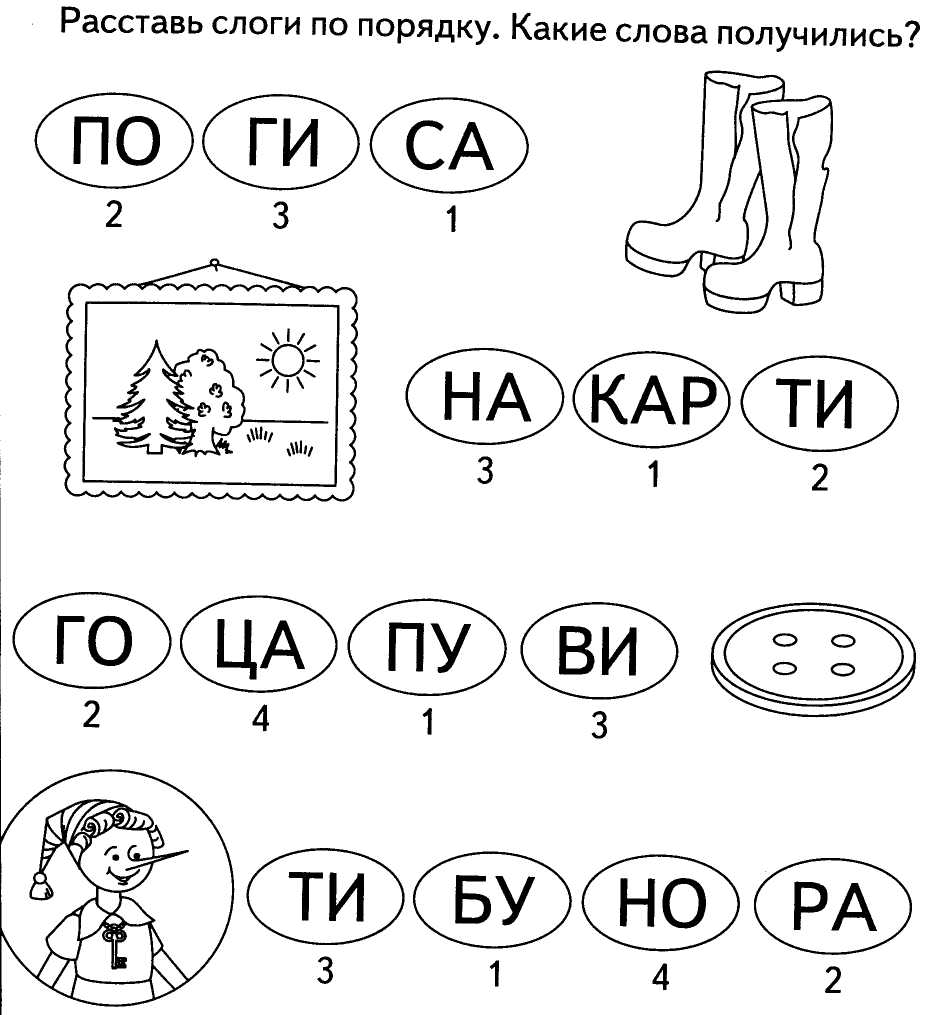 Расставь слоги по порядку. Какие слова получились?
ПО ГИ СА
2 3 1
НА КАР ТИ
3 1 2
ГО ЦА ПУ ВИ
2 4 1 3
ТИ БУ НО РА
3 1 4 2